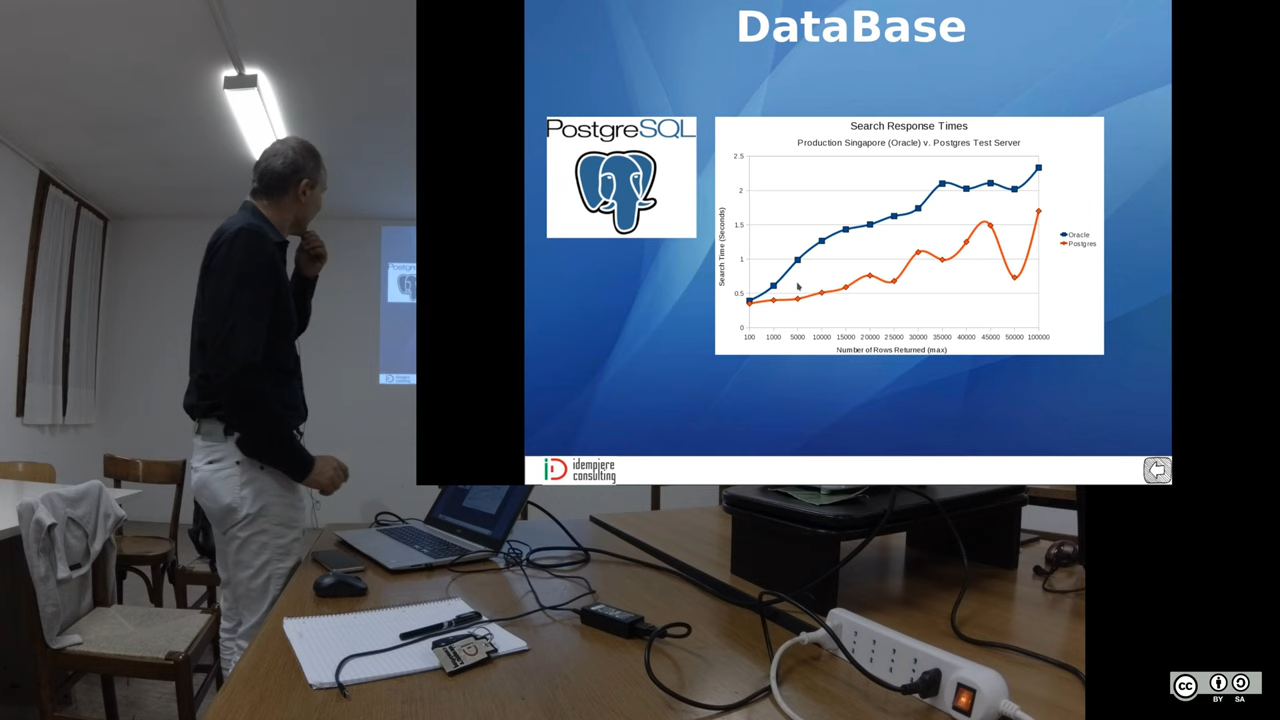 DataBase
PostgreSQL
Search Response Times
Production Singapore (Oracle) v. Postgres Test Server
Search Time (Seconds)
2.5
2
1.5
1
0.5
0
100 1000 5000 10000 15000 20000 25000 30000 35000 40000 45000 50000 100000
Number of Rows Returned (max)
Oracle
Postgres
idempiere
consulting
cc
BY SA